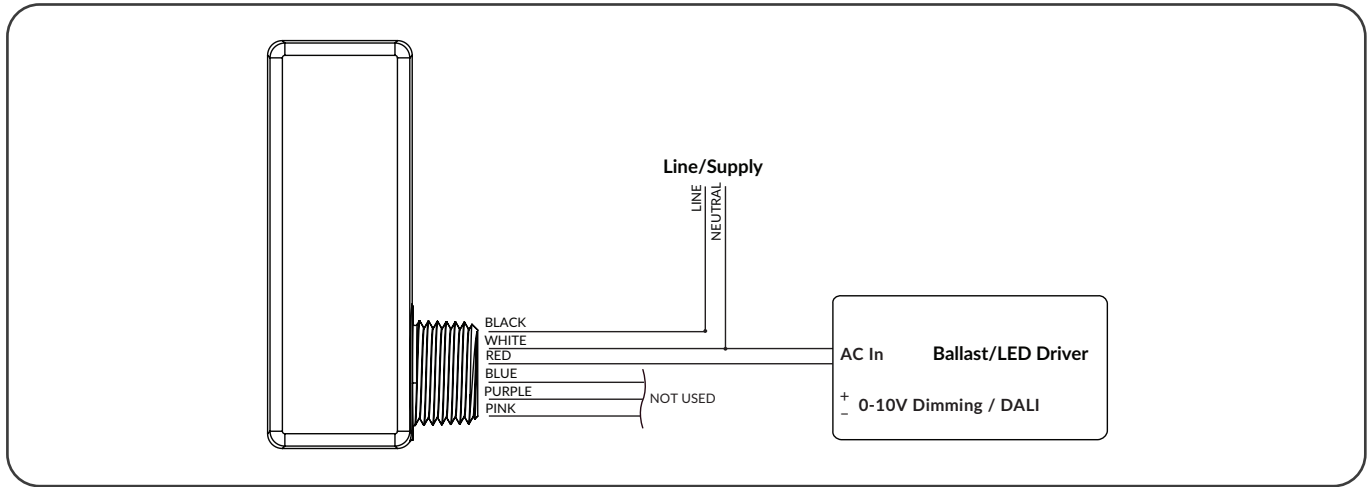 Line/Supply
LINE
NEUTRAL
BLACK
WHITE
RED
BLUE
PURPLE
PINK
NOT USED
AC In Ballast/LED Driver
+
–
0-10V Dimming / DALI